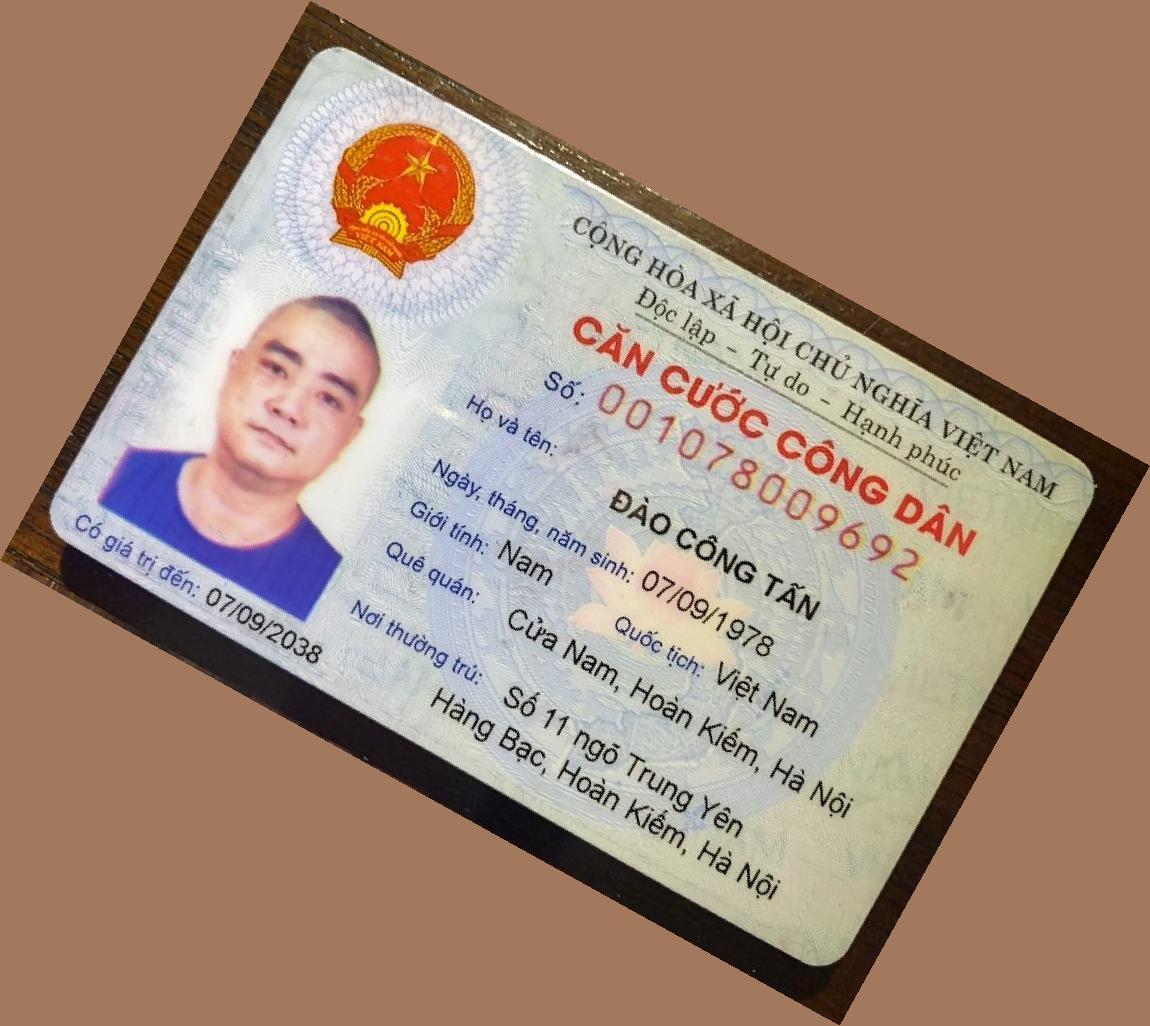 CỘNG HÒA XÃ HỘI CHỦ NGHĨA VIỆT NAM
Độc lập - Tự do - Hạnh phúc
CĂN CƯỚC CÔNG DÂN
Số: 001078009692
Họ và tên:
ĐÀO CÔNG TẤN
Ngày, tháng, năm sinh: 07/09/1978
Giới tính: Nam Quốc tịch: Việt Nam
Quê quán: Cửa Nam, Hoàn Kiếm, Hà Nội
Nơi thường trú: Số 11 ngõ Trung Yên
Hàng Bạc, Hoàn Kiếm, Hà Nội
Có giá trị đến: 07/09/2038
VIỆT NAM